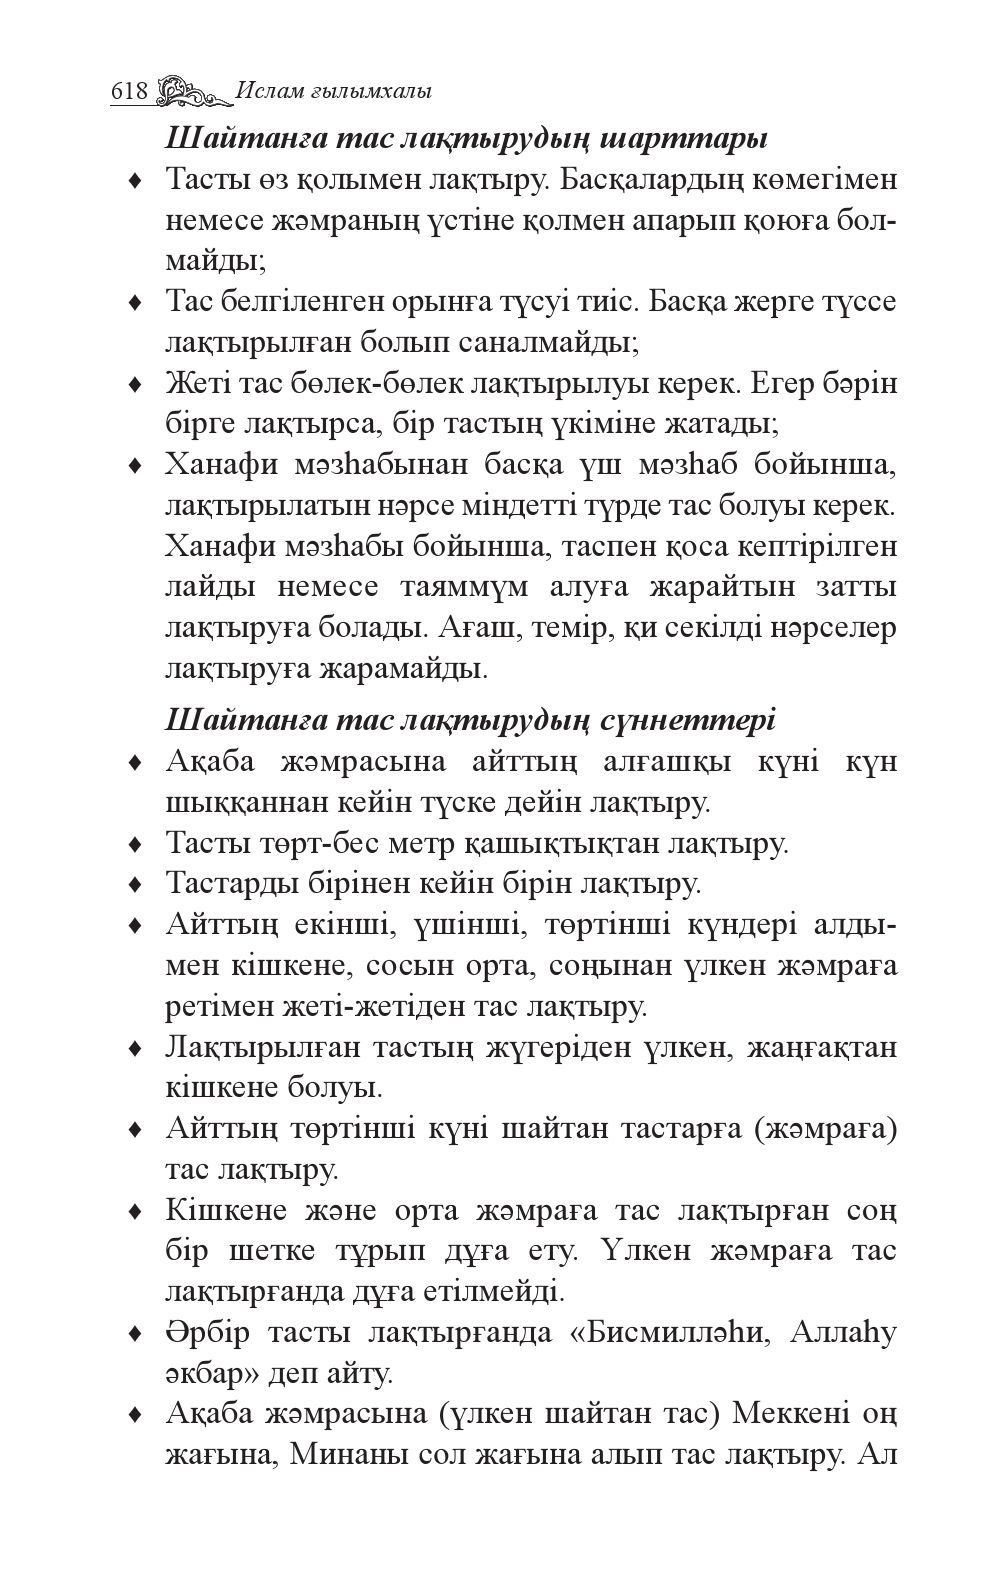 618 Ислам ғылымхалы
Шайтанға тас лақтырудың шарттары
♦ Тасты өз қолымен лақтыру. Басқалардың көмегімен
немесе жәмраның үстіне қолмен апарып қоюға бол-
майды;
♦ Тас белгіленген орынға түсуі тиіс. Басқа жерге түссе
лақтырылған болып саналмайды;
♦ Жеті тас бөлек-бөлек лақтырылуы керек. Егер бәрін
бірге лақтырса, бір тастың үкіміне жатады;
♦ Ханафи мәзһабынан басқа үш мәзһаб бойынша,
лақтырылатын нәрсе міндетті түрде тас болуы керек.
Ханафи мәзһабы бойынша, таспен қоса кептірілген
лайды немесе таяммүм алуға жарайтын затты
лақтыруға болады. Ағаш, темір, қи секілді нәрселер
лақтыруға жарамайды.
Шайтанға тас лақтырудың сүннеттері
♦ Ақаба жәмрасына айттың алғашқы күні күн
шыққаннан кейін түске дейін лақтыру.
♦ Тасты төрт-бес метр қашықтықтан лақтыру.
♦ Тастарды бірінен кейін бірін лақтыру.
♦ Айттың екінші, үшінші, төртінші күндері алды-
мен кішкене, сосын орта, соңынан үлкен жәмраға
ретімен жеті-жетіден тас лақтыру.
♦ Лақтырылған тастың жүгеріден үлкен, жаңғақтан
кішкене болуы.
♦ Айттың төртінші күні шайтан тастарға (жәмраға)
тас лақтыру.
♦ Кішкене және орта жәмраға тас лақтырған соң
бір шетке тұрып дұға ету. Үлкен жәмраға тас
лақтырғанда дұға етілмейді.
♦ Әрбір тасты лақтырғанда «Бисмилләһи, Аллаһу
әкбар» деп айту.
♦ Ақаба жәмрасына (үлкен шайтан тас) Меккені оң
жағына, Минаны сол жағына алып тас лақтыру. Ал